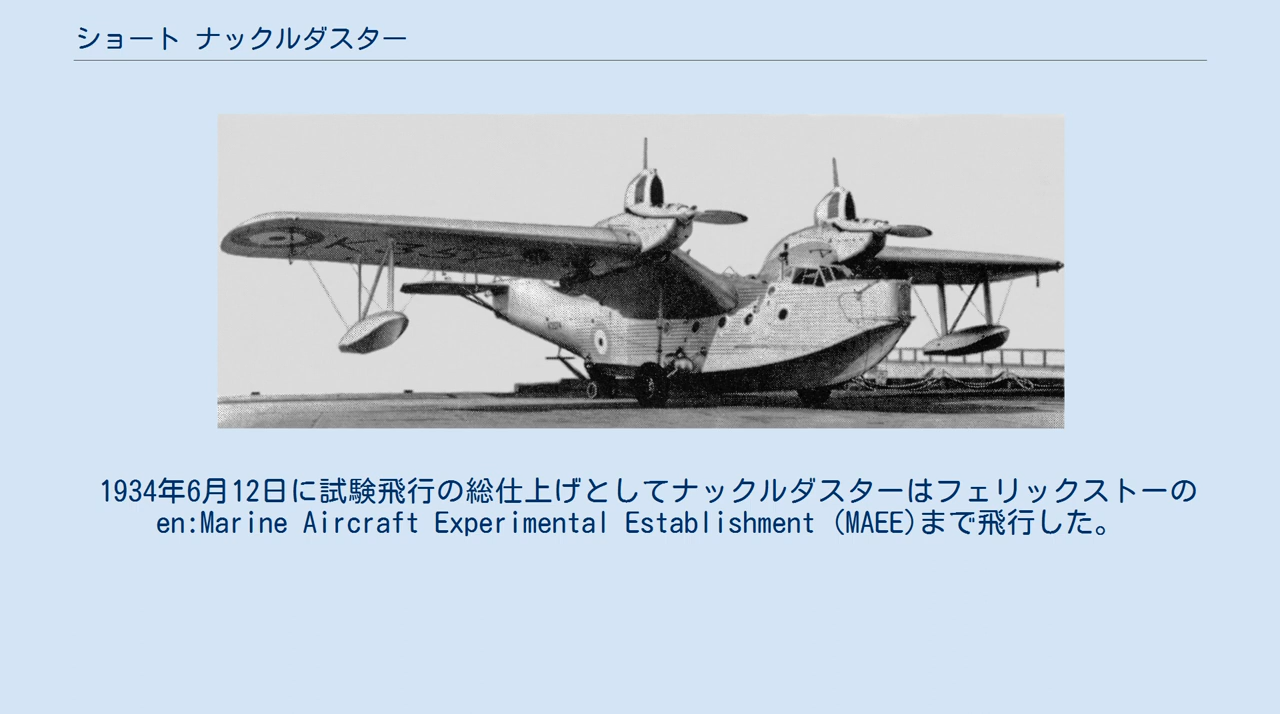 ショート ナックルダスター
1934年6月12日に試験飛行の総仕上げとしてナックルダスターはフェリックストーの
en:Marine Aircraft Experimental Establishment (MAEE)まで飛行した。